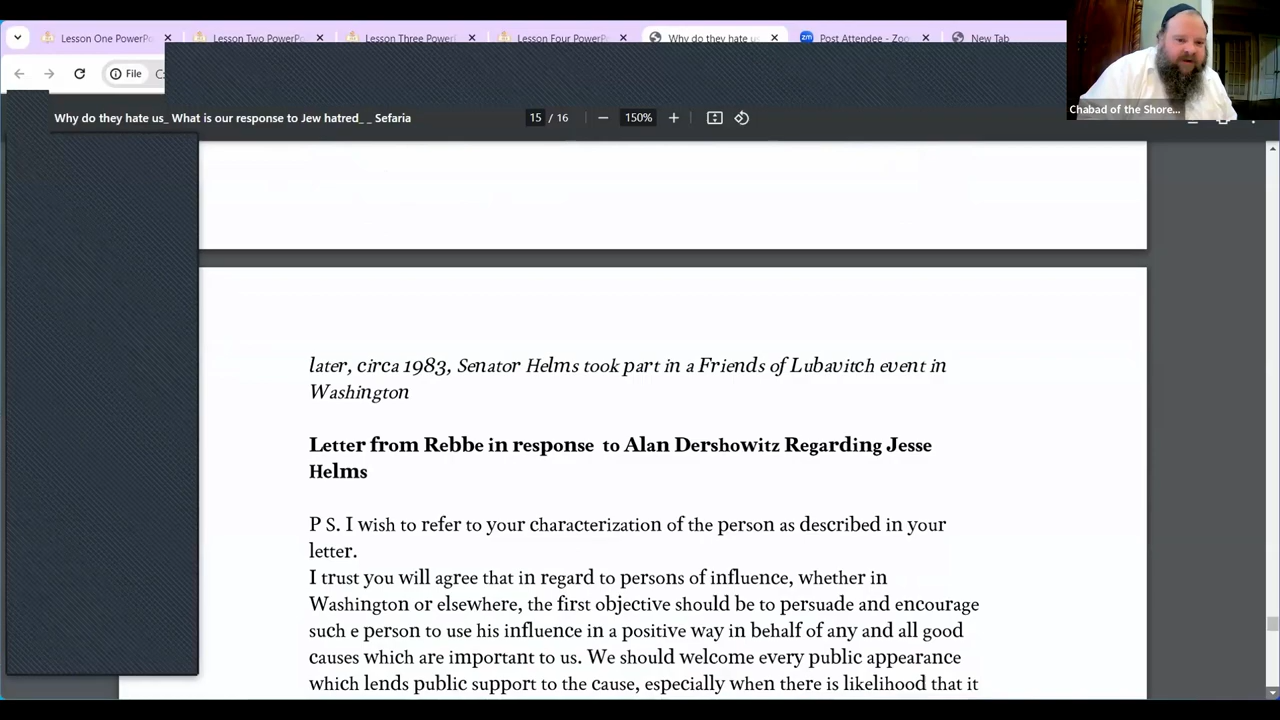 Lesson One PowerP
Lesson Two PowerPo
Lesson Three PowerP
Lesson Four PowerP
Why do they hate us
zm
Post Attendee - Zoo
New Tab
File
Chabad of the Shore...
Why do they hate us_ What is our response to Jew hatred_ _ Sefaria
15 / 16
150%
later, circa 1983, Senator Helms took part in a Friends of Lubavitch event in
Washington
Letter from Rebbe in response to Alan Dershowitz Regarding Jesse
Helms
P S. I wish to refer to your characterization of the person as described in your
letter.
I trust you will agree that in regard to persons of influence, whether in
Washington or elsewhere, the first objective should be to persuade and encourage
such e person to use his influence in a positive way in behalf of any and all good
causes which are important to us. We should welcome every public appearance
which lends public support to the cause, especially when there is likelihood that it